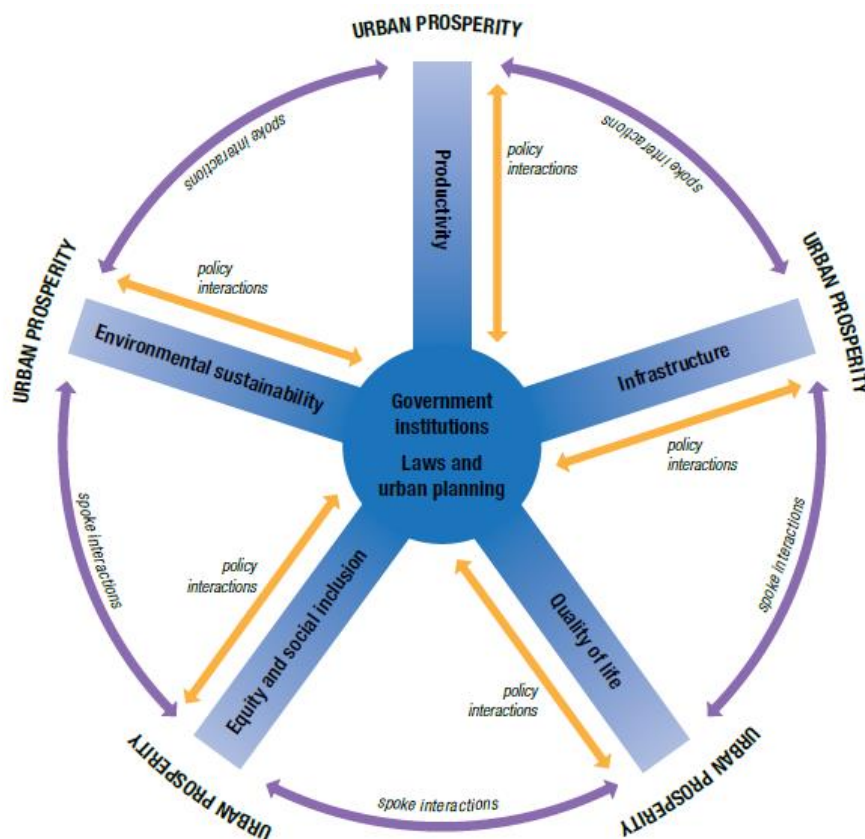 URBAN PROSPERITY
spoke interactions
spoke interactions
Productivity
policy
interactions
URBAN PROSPERITY
URBAN PROSPERITY
policy
interactions
Environmental sustainability
Infrastructure
Government
institutions
Laws and
urban planning
policy
interactions
spoke interactions
spoke interactions
policy
interactions
Equity and social inclusion
Quality of life
policy
interactions
URBAN PROSPERITY
URBAN PROSPERITY
spoke interactions